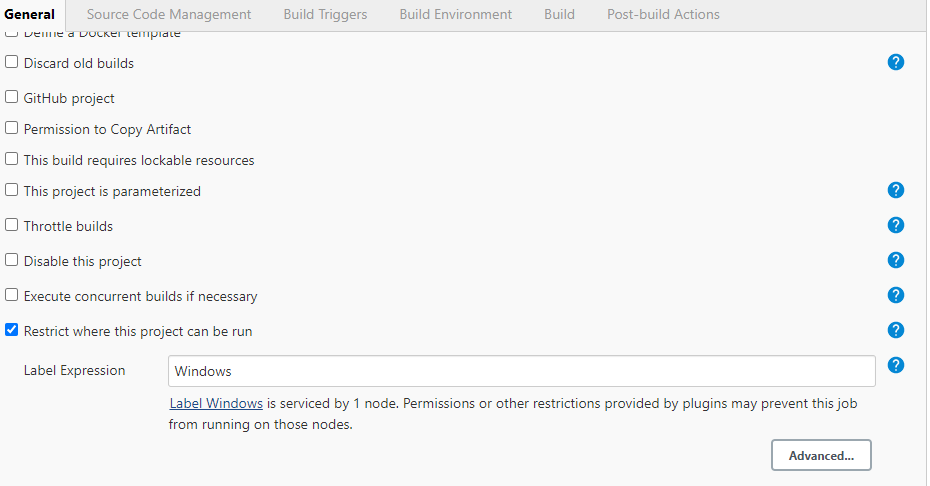 General Source Code Management Build Triggers Build Environment Build Post-build Actions
Define a Docker template
Discard old builds
GitHub project
Permission to Copy Artifact
This build requires lockable resources
This project is parameterized
Throttle builds
Disable this project
Execute concurrent builds if necessary
Restrict where this project can be run
Label Expression Windows
Label Windows is serviced by 1 node. Permissions or other restrictions provided by plugins may prevent this job
from running on those nodes.
Advanced...